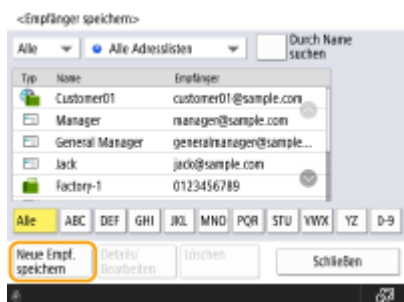 <Empfänger speichern>
Alle Alle Adresslisten Durch Name
suchen
Typ Name Empfänger
Customer01 customer01@sample.com
Manager manager@sample.com
General Manager generalmanager@sample...
Jack jack@sample.com
Factory-1 0123456789
Alle ABC DEF GHI JKL MNO PQR STU VWX YZ 0-9
Neue Empf.
speichern
Details/
Bearbeiten
Löschen
Schließen